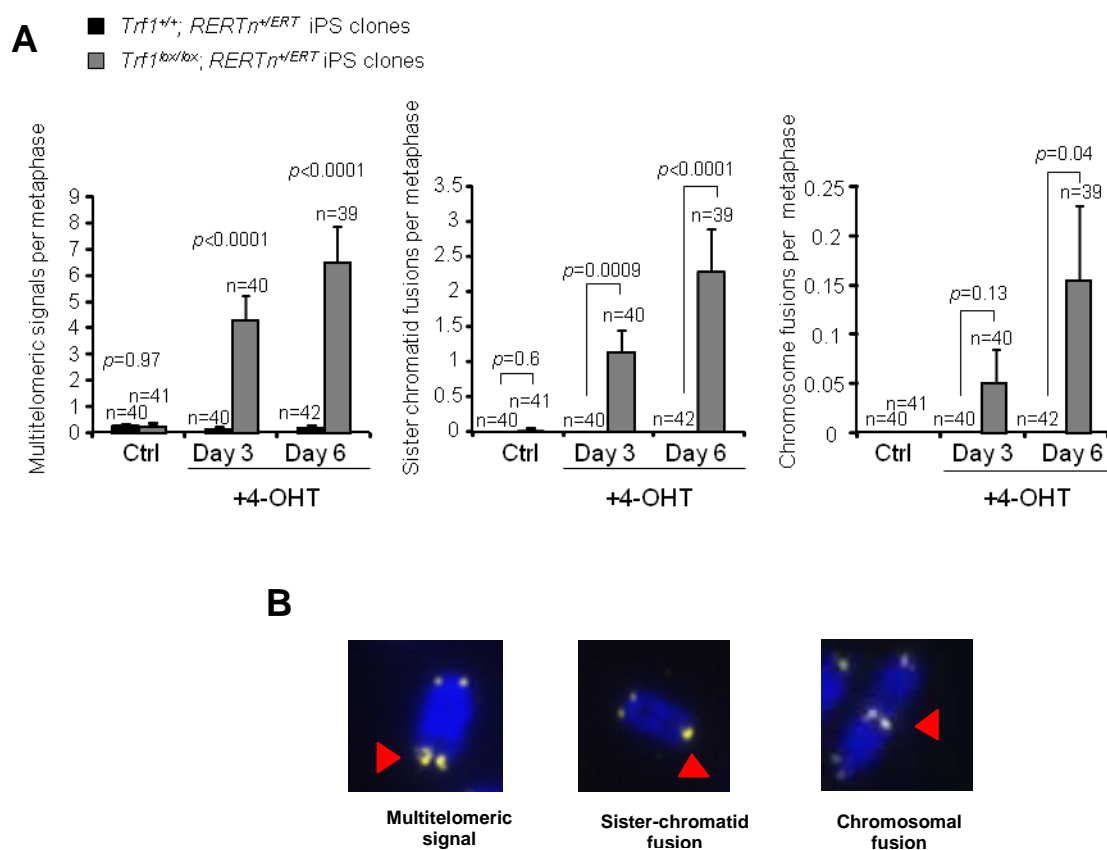 A
Trf1+/+; RERTn+/ERT iPS clones
Trf1lox/lox; RERTn+/ERT iPS clones
Multitelomeric signals per metaphase
9
8
7
6
5
4
3
2
1
0
p=0.97
n=40
n=41
p<0.0001
n=40
n=40
p<0.0001
n=42
n=39
Ctrl
Day 3
Day 6
+4-OHT
Sister chromatid fusions per metaphase
3.5
3
2.5
2
1.5
1
0.5
0
p=0.6
n=40
n=41
p=0.0009
n=40
n=40
p<0.0001
n=42
n=39
Ctrl
Day 3
Day 6
+4-OHT
Chromosome fusions per metaphase
0.25
0.2
0.15
0.1
0.05
0
n=40
n=41
p=0.13
n=40
n=40
p=0.04
n=42
n=39
Ctrl
Day 3
Day 6
+4-OHT
B
Multitelomeric
signal
Sister-chromatid
fusion
Chromosomal
fusion